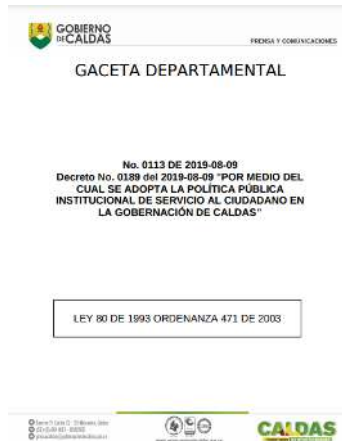 GOBIERNO
DE CALDAS
PRENSA Y COMUNICACIONES
GACETA DEPARTAMENTAL
No. 0113 DE 2019-08-09
Decreto No. 0189 del 2019-08-09 "POR MEDIO DEL
CUAL SE ADOPTA LA POLÍTICA PÚBLICA
INSTITUCIONAL DE SERVICIO AL CIUDADANO EN
LA GOBERNACIÓN DE CALDAS"
LEY 80 DE 1993 ORDENANZA 471 DE 2003
CALDAS